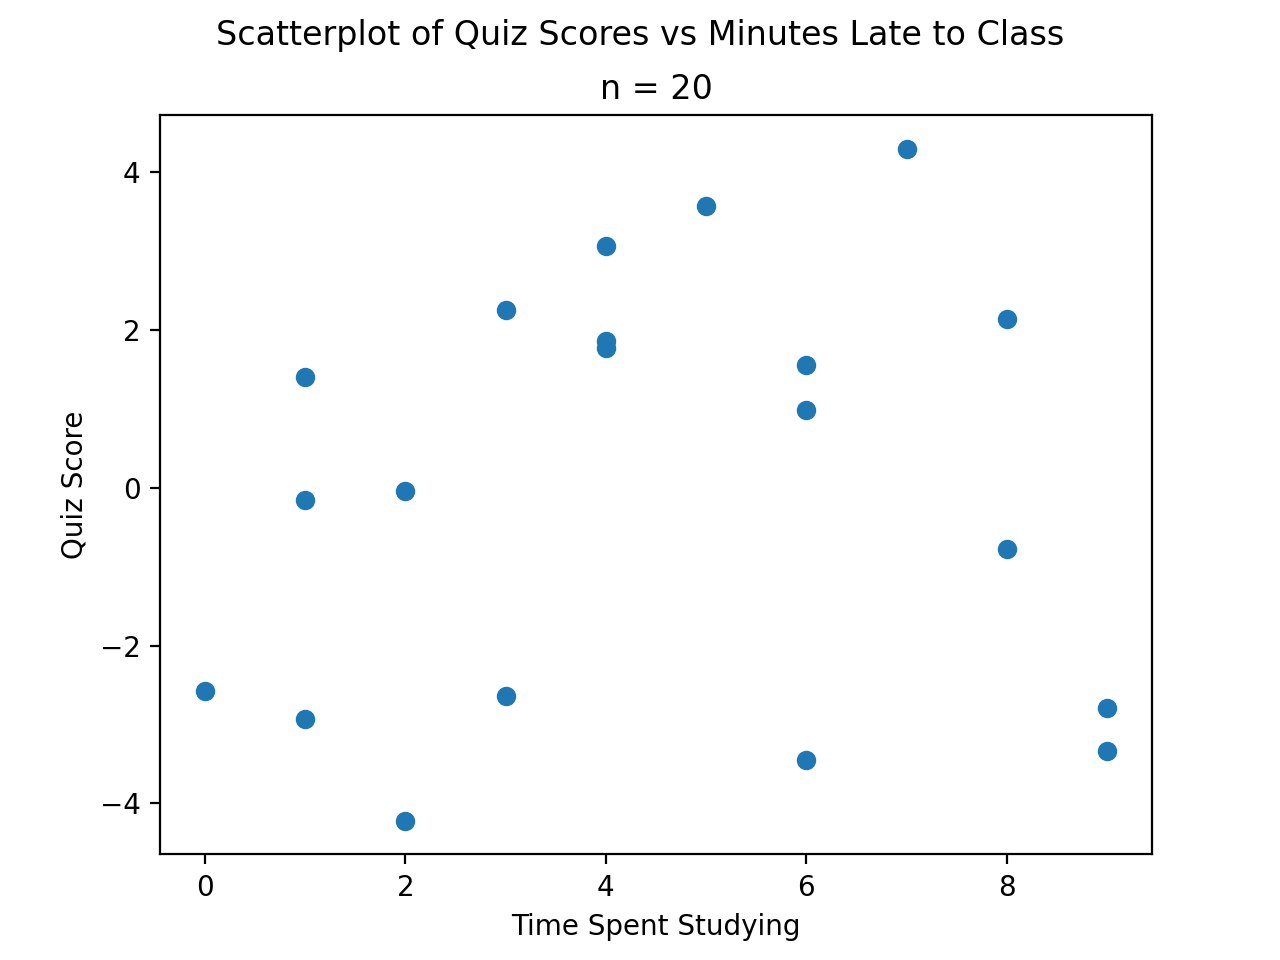 Scatterplot of Quiz Scores vs Minutes Late to Class
n = 20
4
2
0
−2
−4
Quiz Score
0 2 4 6 8
Time Spent Studying